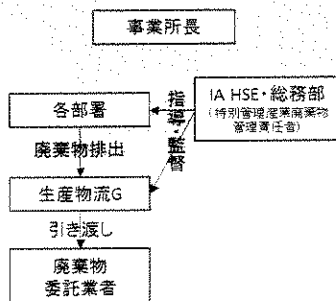 事業所長
各部署
IA HSE・総務部
(特別管理産業廃棄物
管理責任者)
指導・監督
廃棄物排出
生産物流G
引き渡し
廃棄物
委託業者